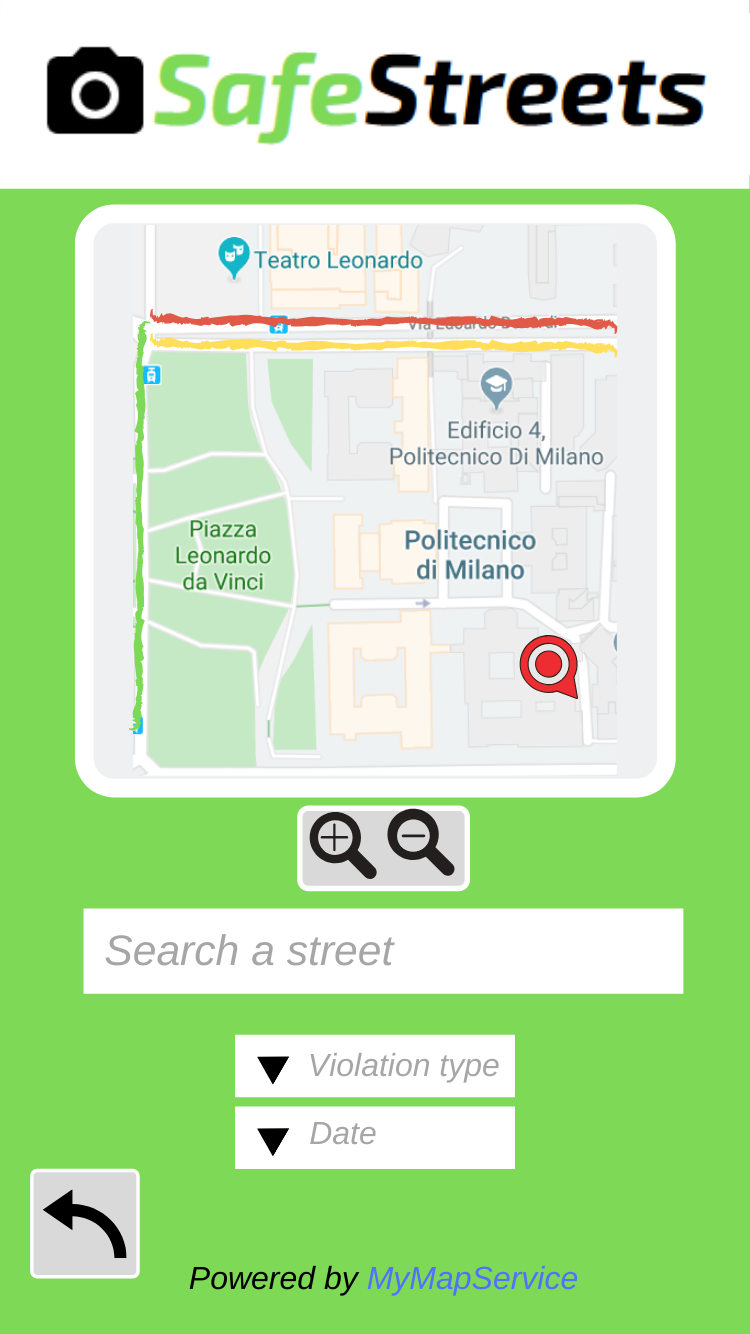 SafeStreets
Teatro Leonardo
Via Edoardo
Edificio 4,
Politecnico Di Milano
Piazza
Leonardo
da Vinci
Politecnico
di Milano
Search a street
Violation type
Date
Powered by MyMapService